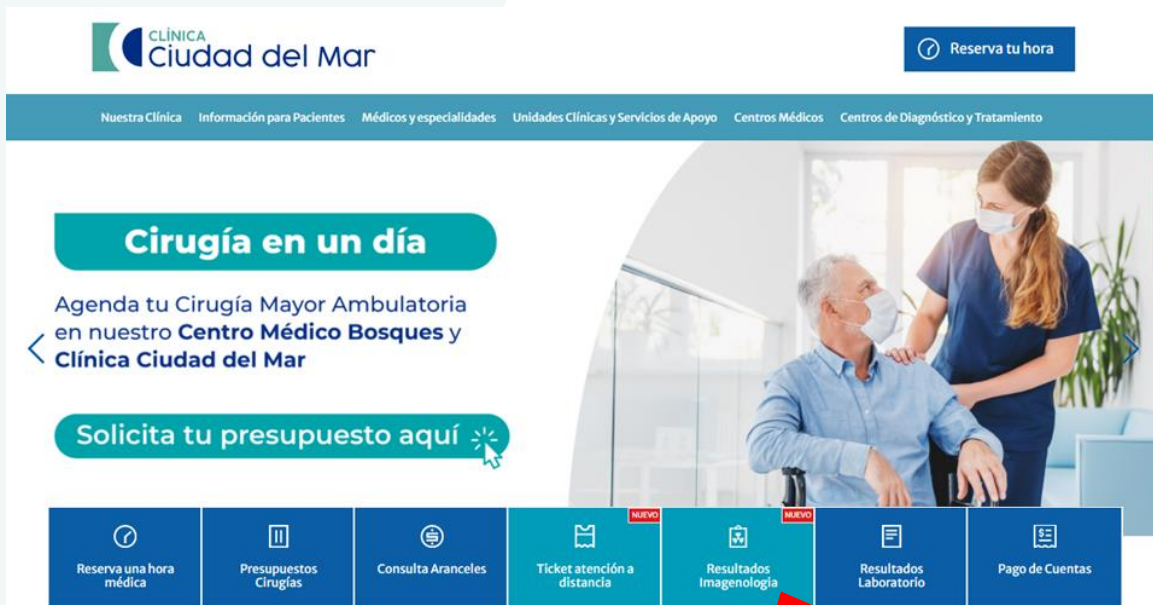 CLÍNICA
Ciudad del Mar
Reserva tu hora
Nuestra Clínica Información para Pacientes Médicos y especialidades Unidades Clínicas y Servicios de Apoyo Centros Médicos Centros de Diagnóstico y Tratamiento
Cirugía en un día
Agenda tu Cirugía Mayor Ambulatoria
en nuestro Centro Médico Bosques y
Clínica Ciudad del Mar
Solicita tu presupuesto aquí
Reserva una hora
médica
Presupuestos
Cirugías
Consulta Aranceles
NUEVO
Ticket atención a
distancia
NUEVO
Resultados
Imagenologia
Resultados
Laboratorio
Pago de Cuentas